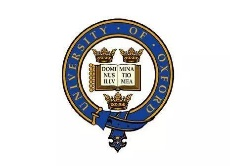 UNIVERSITY · OF · OXFORD
DOMI MINA
NUS TIO
ILLV MEA